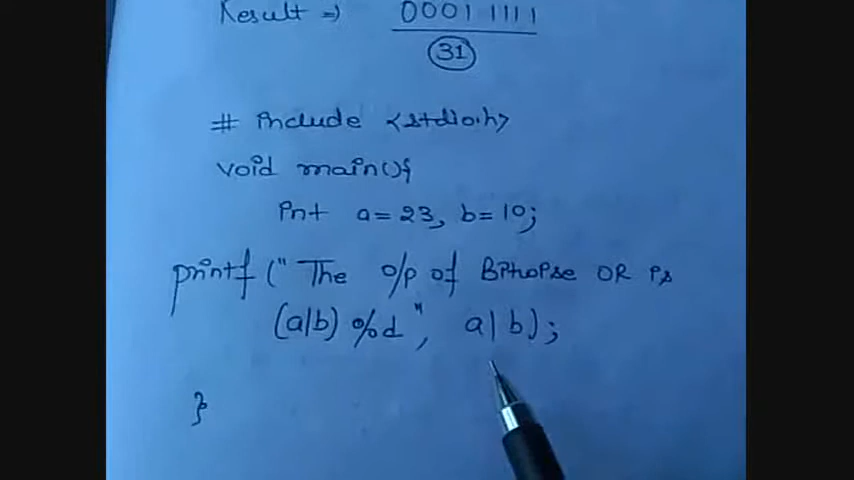 Result => 0001 1111
31
# include <stdio.h>
void main(){
int a=23, b=10;
printf(" The o/p of Bitwise OR is
(a|b) %d", a|b);
}